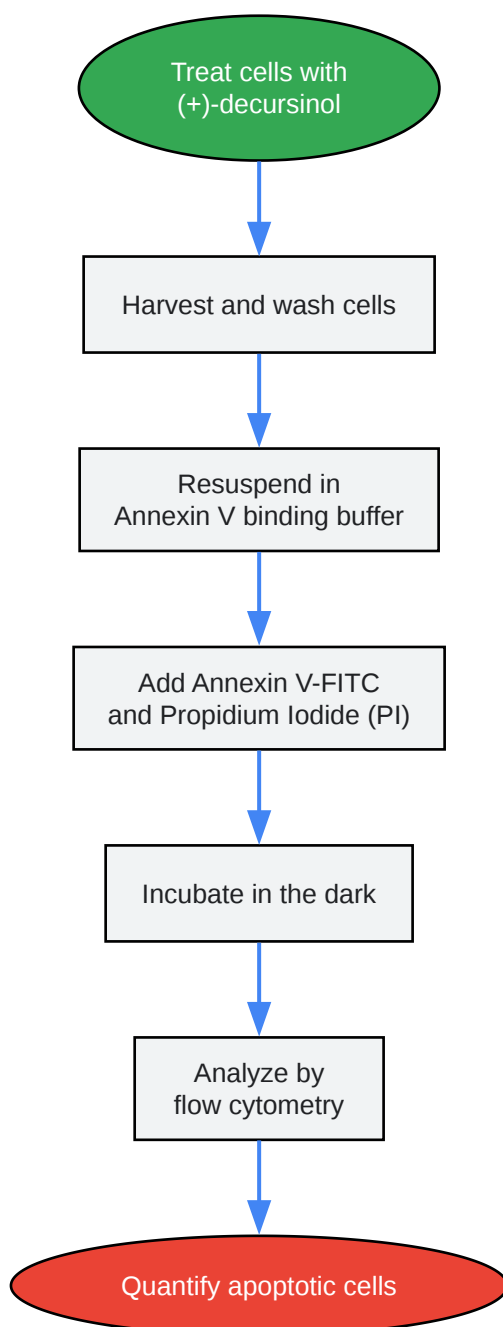 Treat cells with
(+)-decursinol
Harvest and wash cells
Resuspend in
Annexin V binding buffer
Add Annexin V-FITC
and Propidium Iodide (PI)
Incubate in the dark
Analyze by
flow cytometry
Quantify apoptotic cells